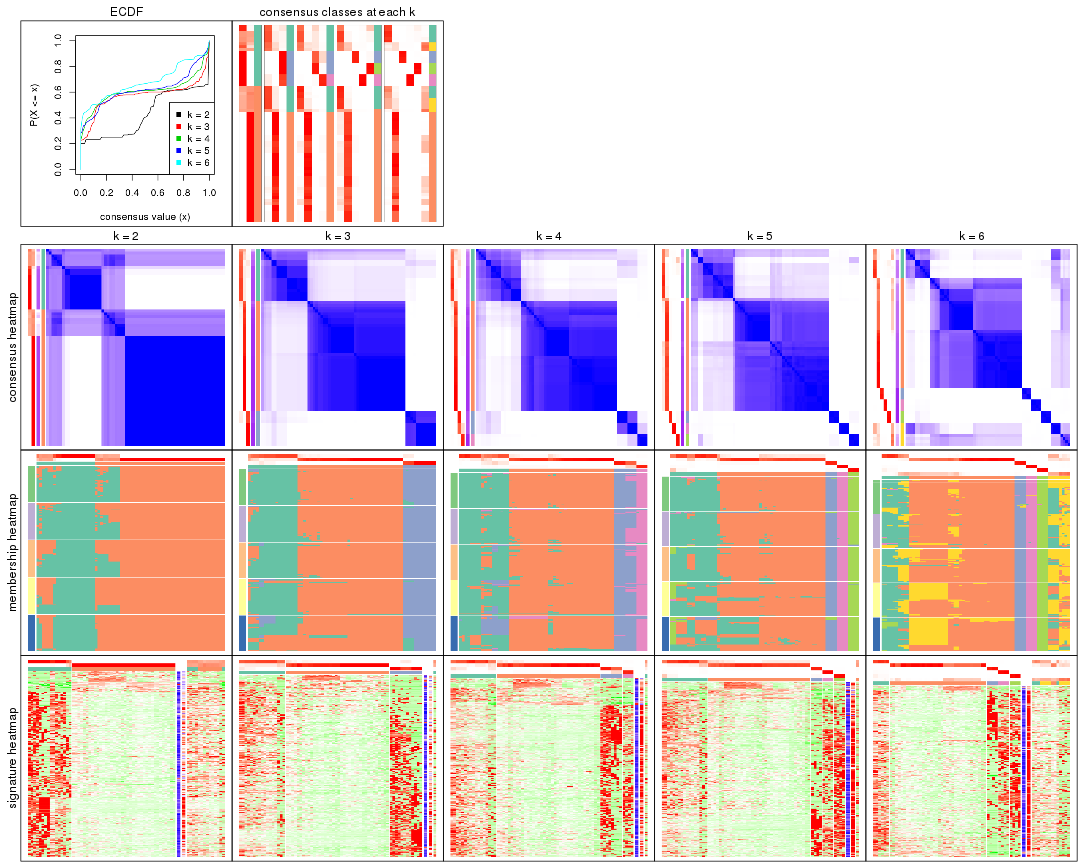 ECDF
consensus classes at each k
P(X <= x)
0.0 0.2 0.4 0.6 0.8 1.0
k = 2
k = 3
k = 4
k = 5
k = 6
0.0 0.2 0.4 0.6 0.8 1.0
consensus value (x)
k = 2
k = 3
k = 4
k = 5
k = 6
consensus heatmap
membership heatmap
signature heatmap